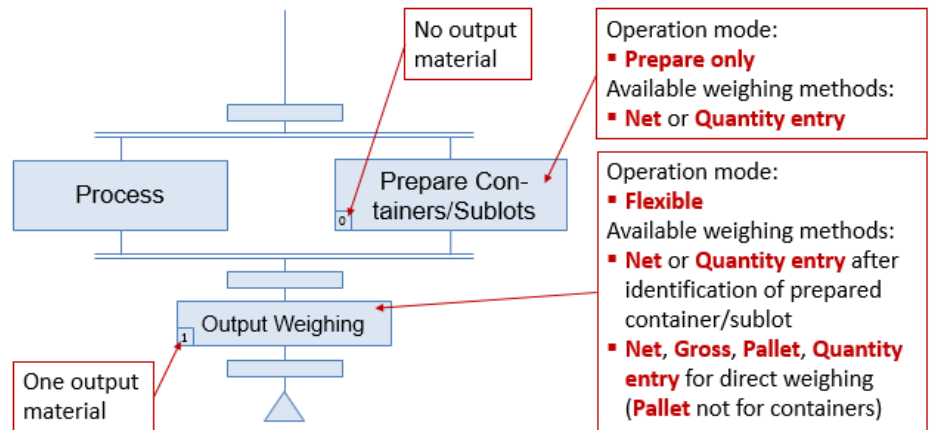 No output
material
Operation mode:
▪ Prepare only
Available weighing methods:
▪ Net or Quantity entry
Process
Prepare Con-
tainers/Sublots
0
Operation mode:
▪ Flexible
Available weighing methods:
▪ Net or Quantity entry after
identification of prepared
container/sublot
▪ Net, Gross, Pallet, Quantity
entry for direct weighing
(Pallet not for containers)
Output Weighing
1
One output
material